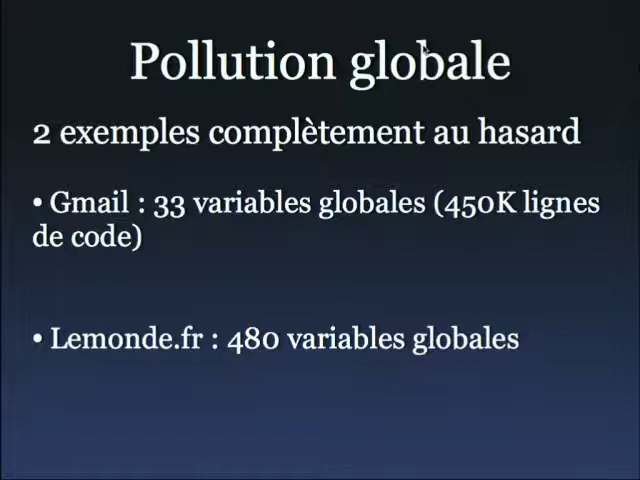 Pollution globale
2 exemples complètement au hasard
• Gmail : 33 variables globales (450K lignes
de code)
• Lemonde.fr : 480 variables globales